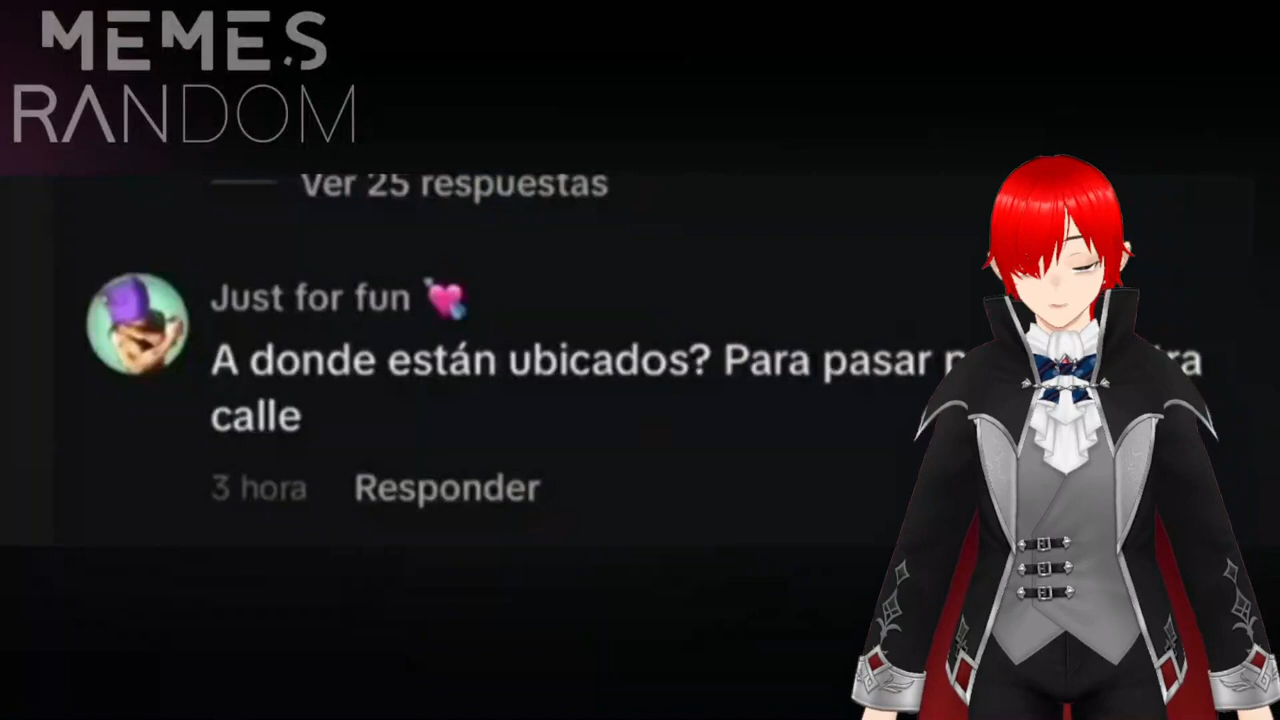 MEMES
RANDOM
Ver 25 respuestas
Just for fun 💘
A donde están ubicados? Para pasar
calle
3 hora Responder